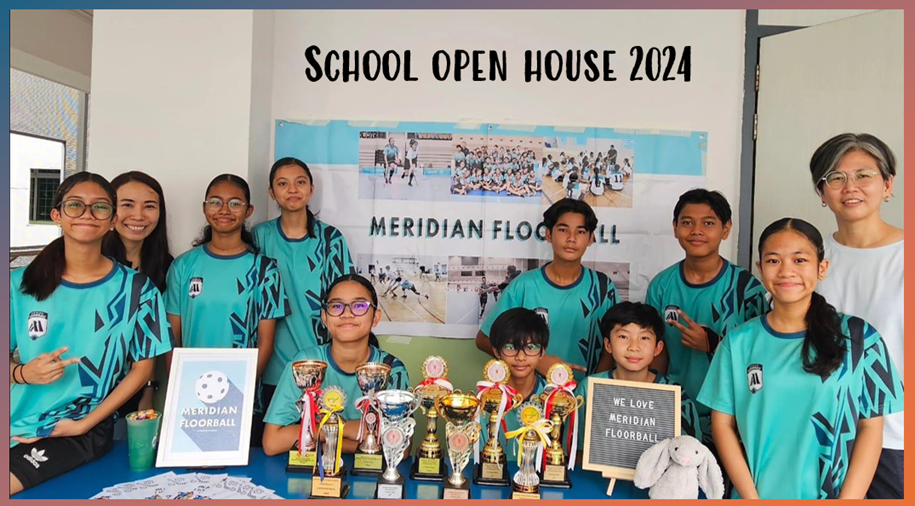 SCHOOL OPEN HOUSE 2024
MERIDIAN FLOORBALL
MERIDIAN
FLOORBALL
WE LOVE
MERIDIAN
FLOORBALL